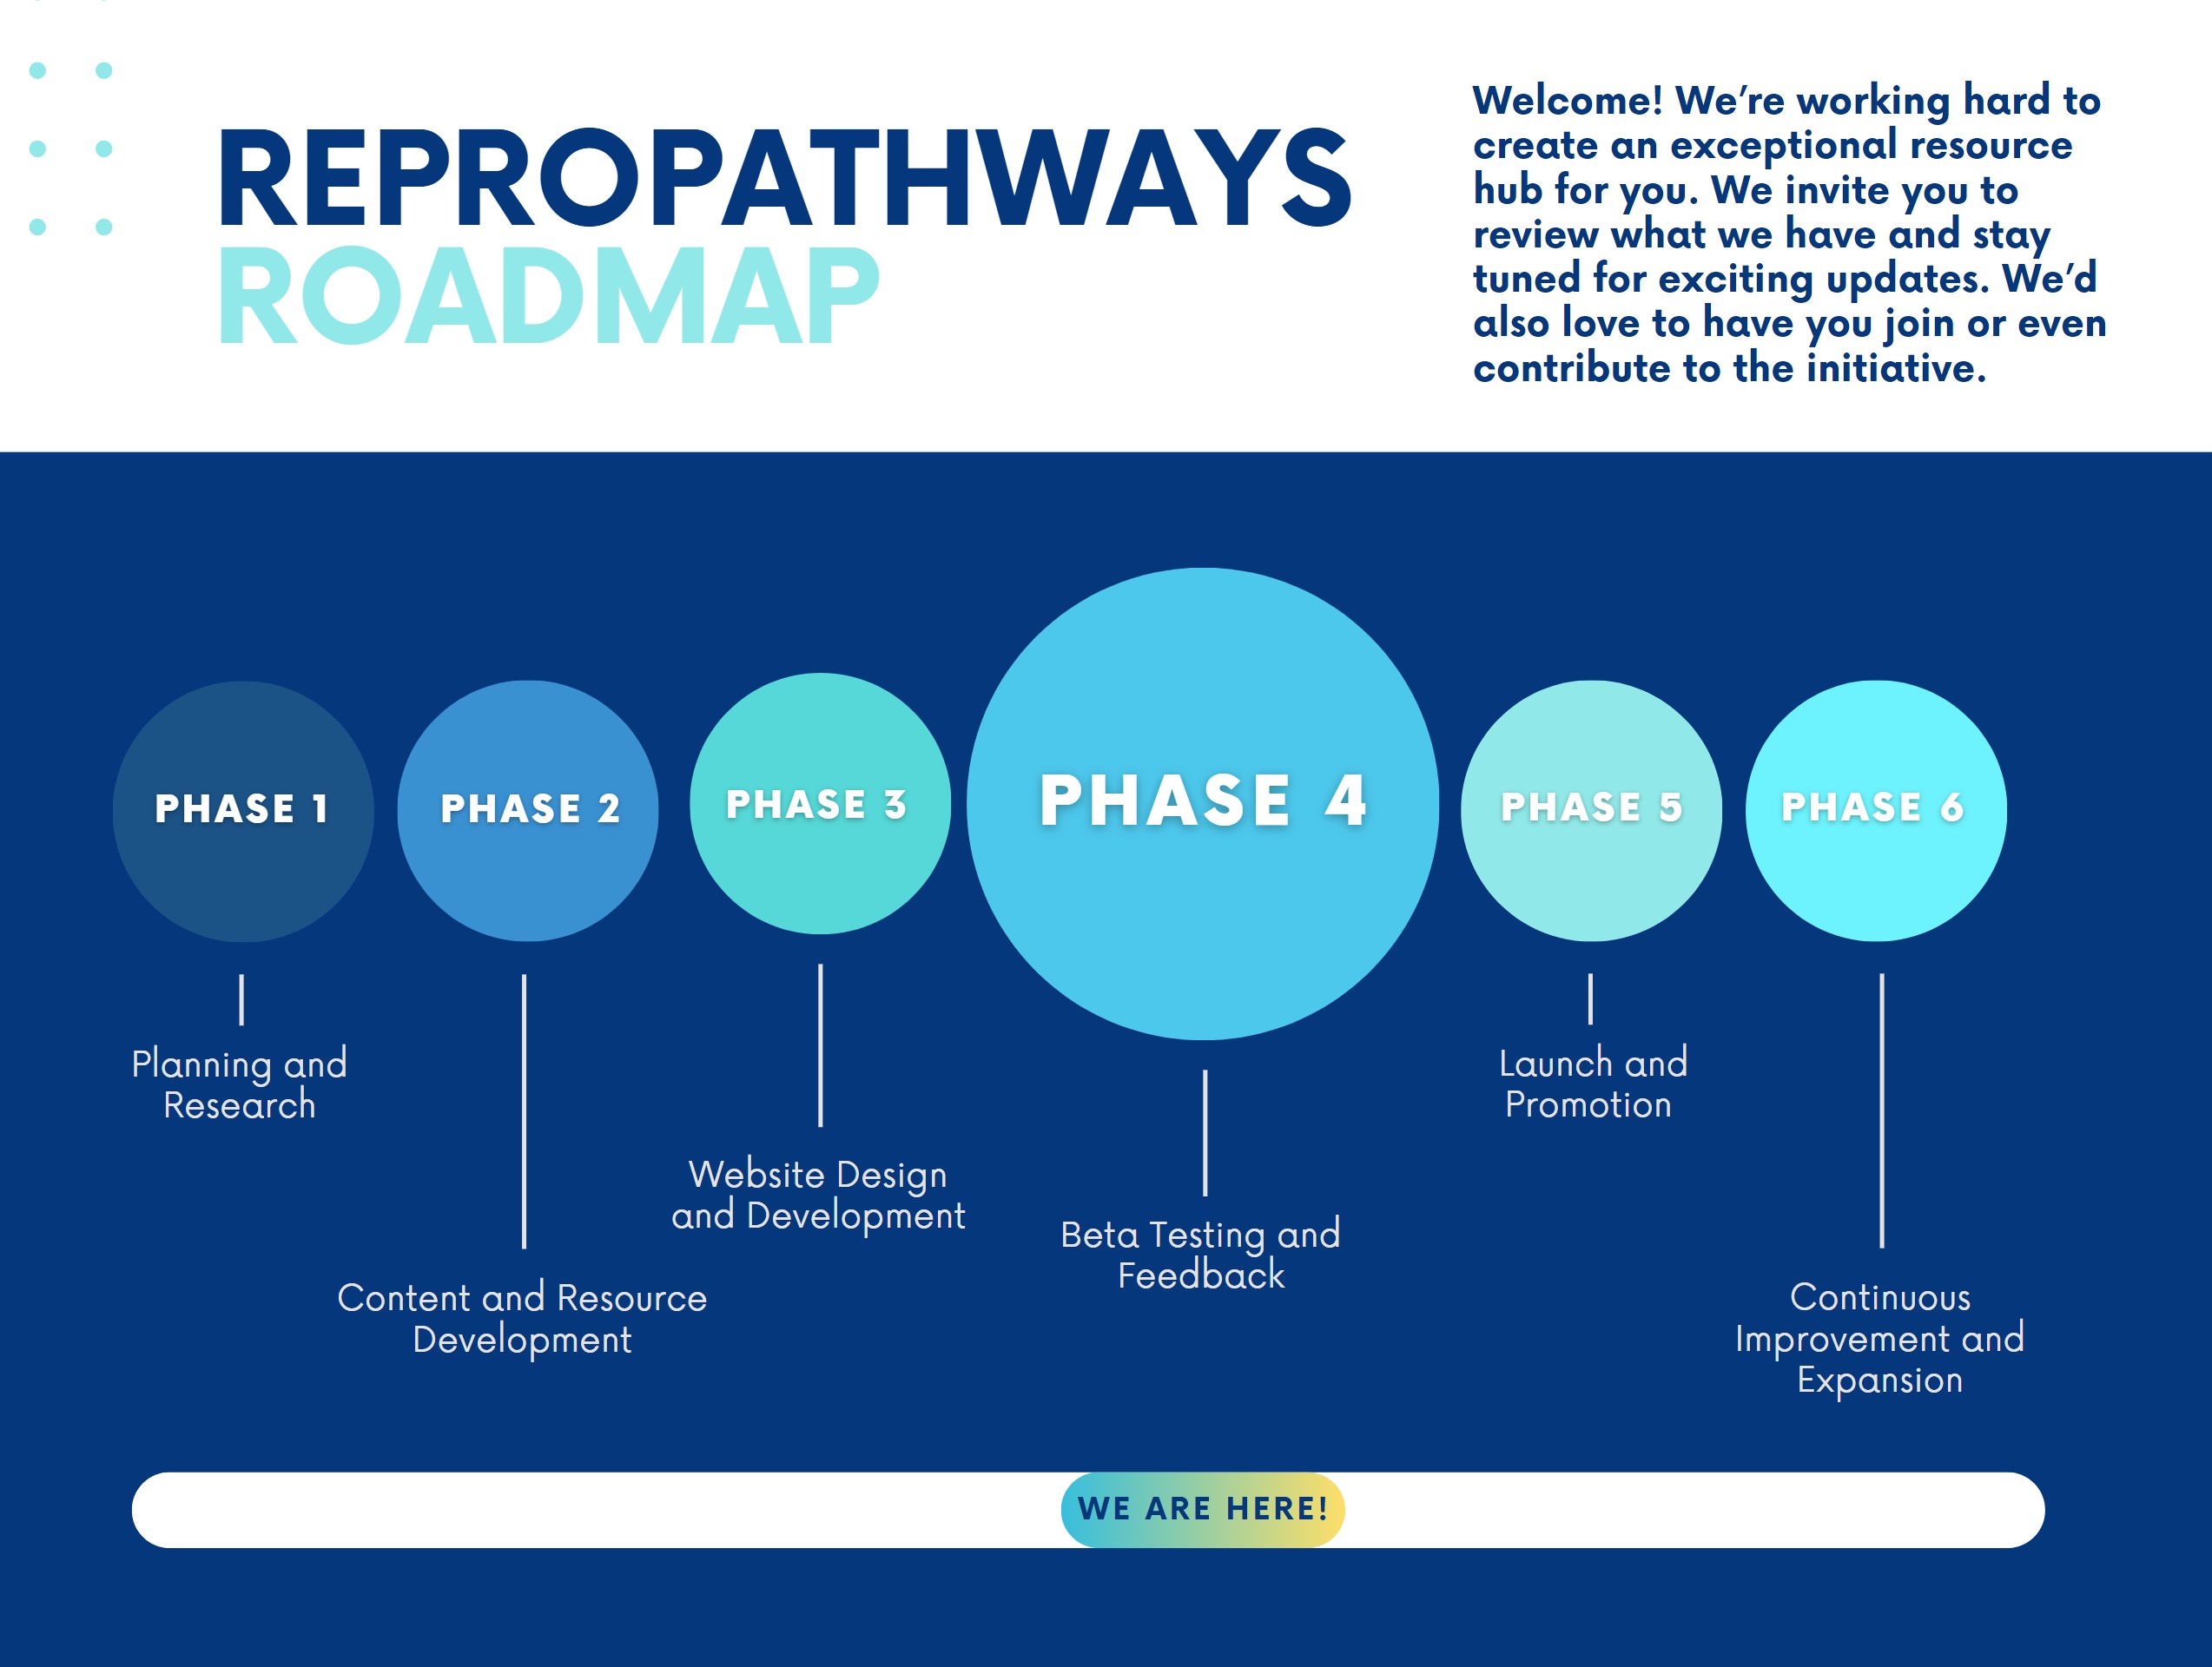 REPROPATHWAYS
ROADMAP
Welcome! We’re working hard to
create an exceptional resource
hub for you. We invite you to
review what we have and stay
tuned for exciting updates. We’d
also love to have you join or even
contribute to the initiative.
PHASE 1
PHASE 2
PHASE 3
PHASE 4
PHASE 5
PHASE 6
Planning and
Research
Content and Resource
Development
Website Design
and Development
Beta Testing and
Feedback
Launch and
Promotion
Continuous
Improvement and
Expansion
WE ARE HERE!